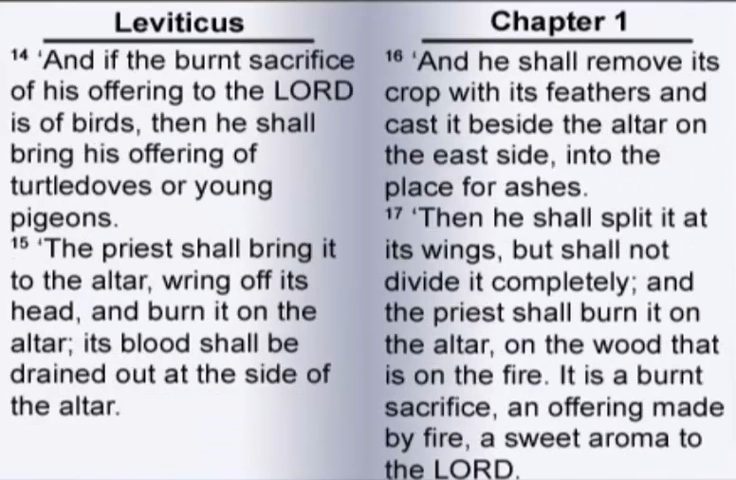 Leviticus
14 ‘And if the burnt sacrifice
of his offering to the LORD
is of birds, then he shall
bring his offering of
turtledoves or young
pigeons.
15 ‘The priest shall bring it
to the altar, wring off its
head, and burn it on the
altar; its blood shall be
drained out at the side of
the altar.
Chapter 1
16 ‘And he shall remove its
crop with its feathers and
cast it beside the altar on
the east side, into the
place for ashes.
17 ‘Then he shall split it at
its wings, but shall not
divide it completely; and
the priest shall burn it on
the altar, on the wood that
is on the fire. It is a burnt
sacrifice, an offering made
by fire, a sweet aroma to
the LORD.